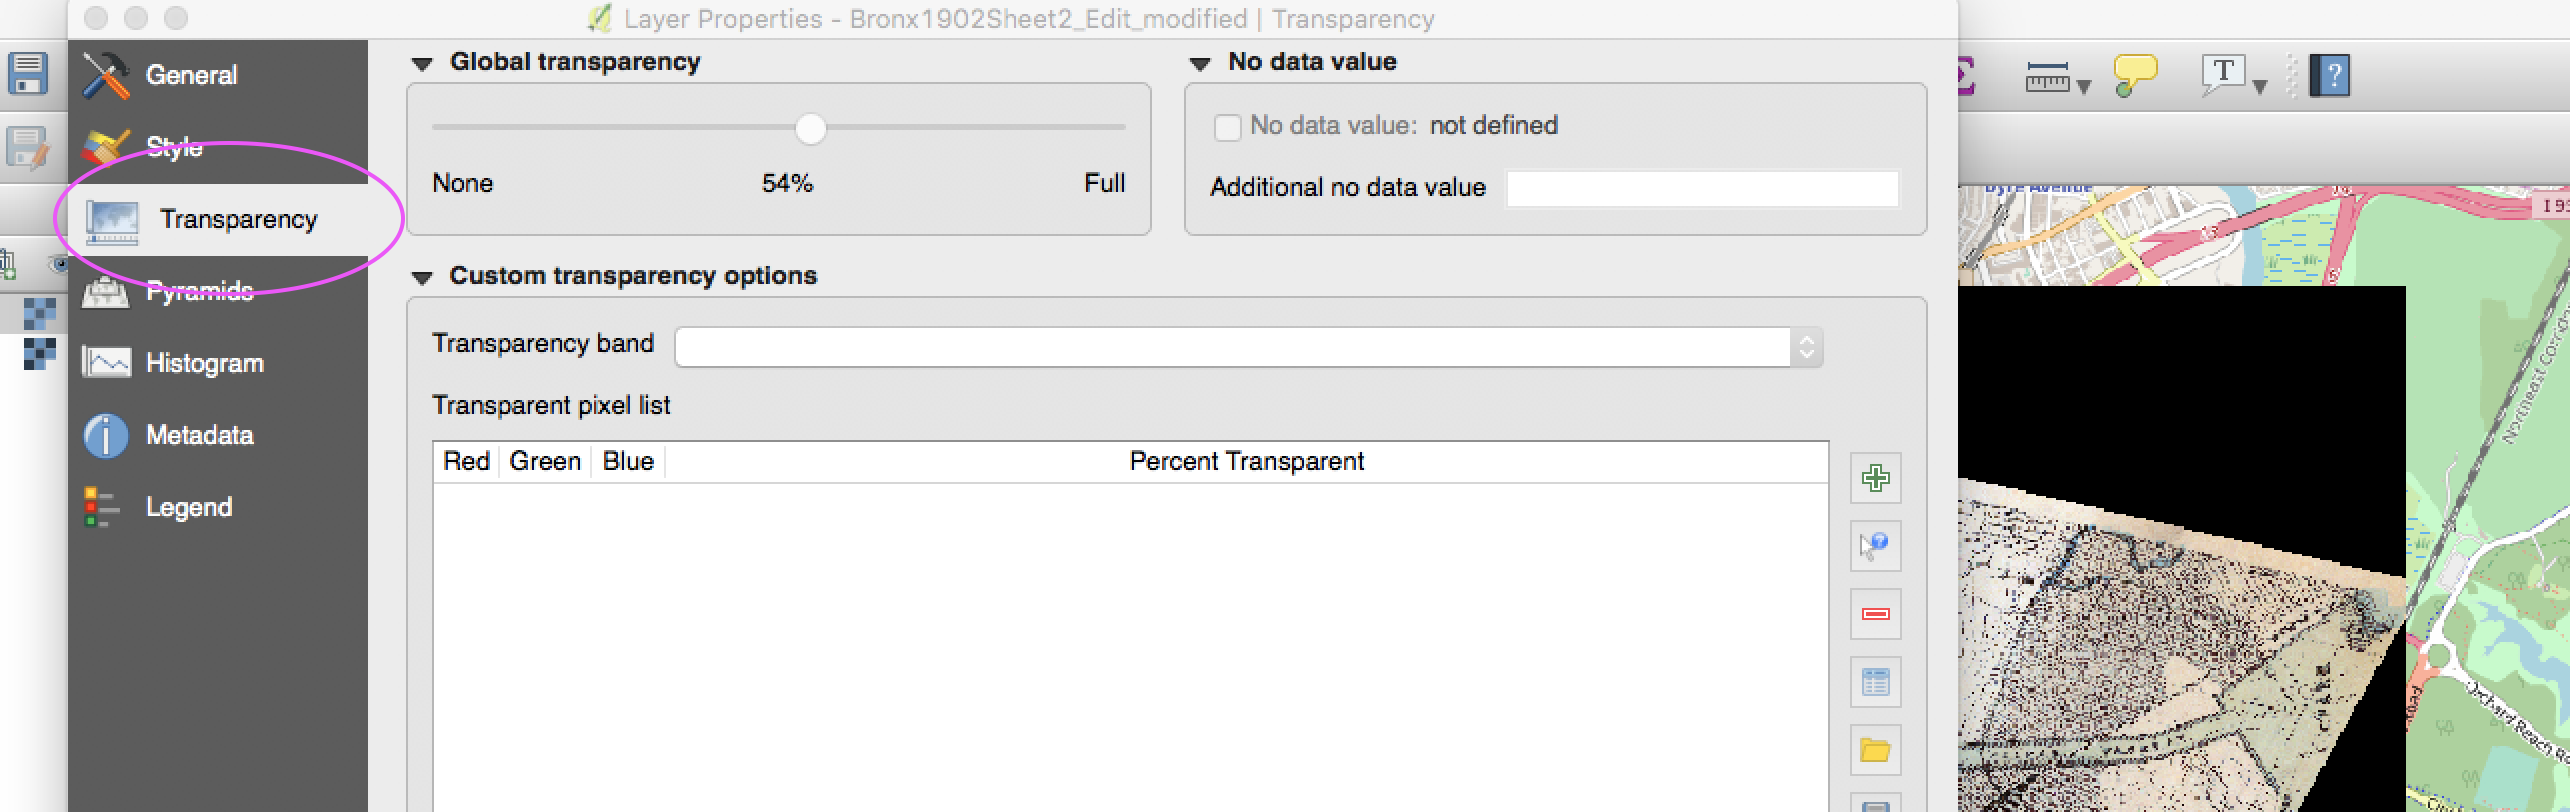 Layer Properties - Bronx1902Sheet2_Edit_modified | Transparency
General
Style
Transparency
Pyramids
Histogram
Metadata
Legend
Global transparency
None 54% Full
No data value
No data value: not defined
Additional no data value
Custom transparency options
Transparency band
Transparent pixel list
Red Green Blue Percent Transparent
T
?
I 95
Northeast Corridor
Orchard Beach Ro